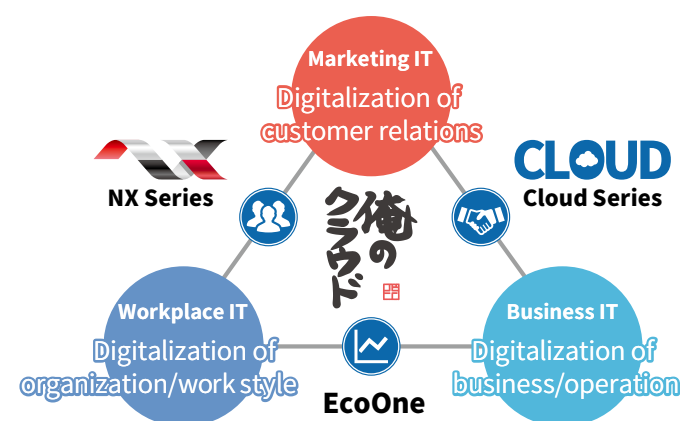 Marketing IT
Digitalization of
customer relations
NX
NX Series
CLOUD
Cloud Series
俺の
クラウド
Workplace IT
Digitalization of
organization/work style
Business IT
Digitalization of
business/operation
EcoOne